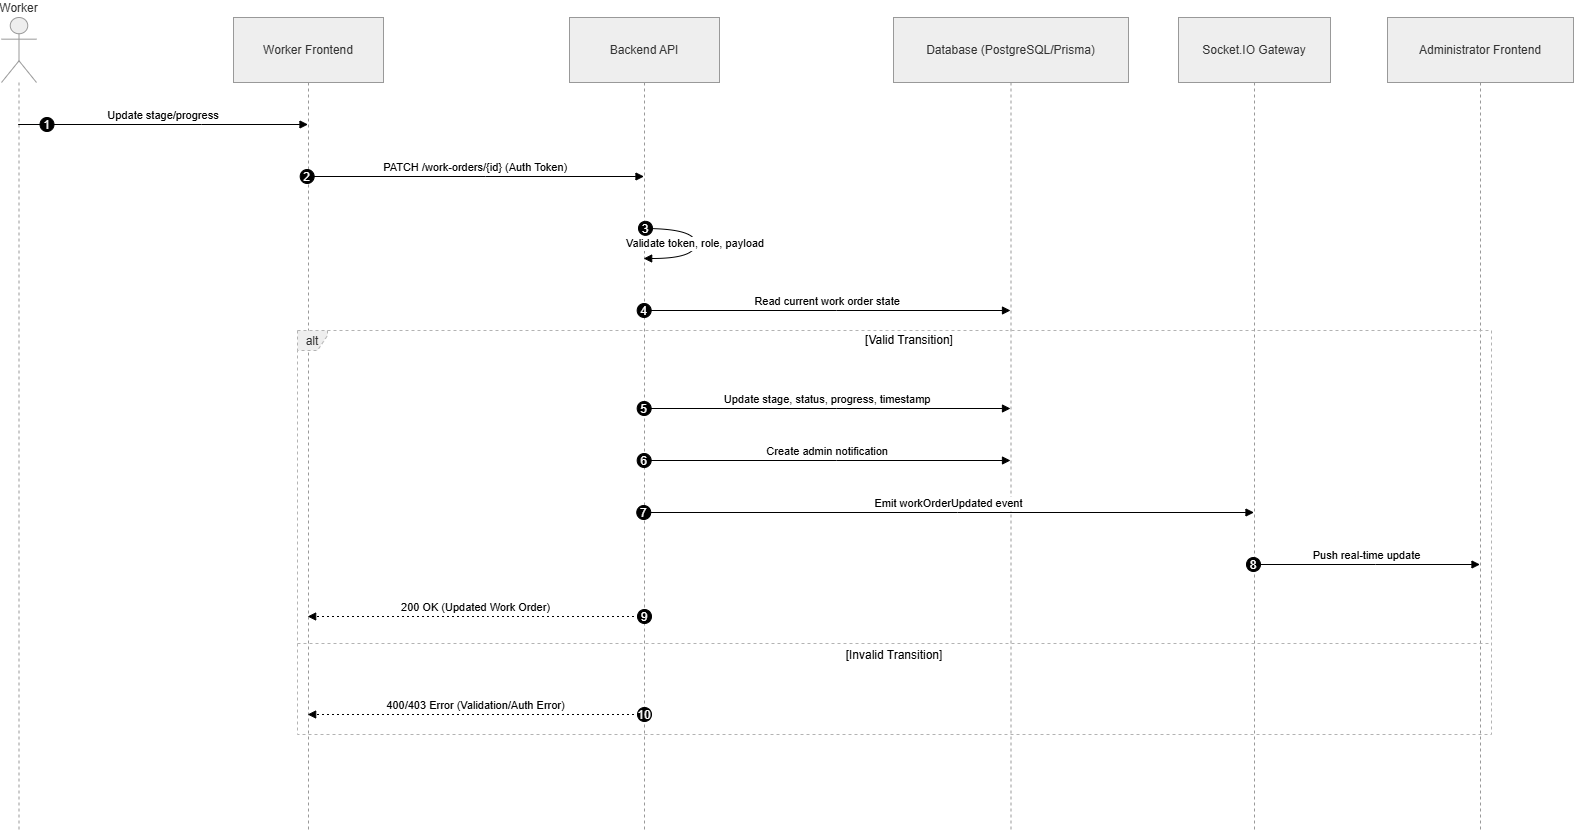 Worker
Worker Frontend
Backend API
Database (PostgreSQL/Prisma)
Socket.IO Gateway
Administrator Frontend
1
Update stage/progress
2
PATCH /work-orders/{id} (Auth Token)
3
Validate token, role, payload
4
Read current work order state
alt
[Valid Transition]
5
Update stage, status, progress, timestamp
6
Create admin notification
7
Emit workOrderUpdated event
8
Push real-time update
200 OK (Updated Work Order)
9
[Invalid Transition]
400/403 Error (Validation/Auth Error)
10